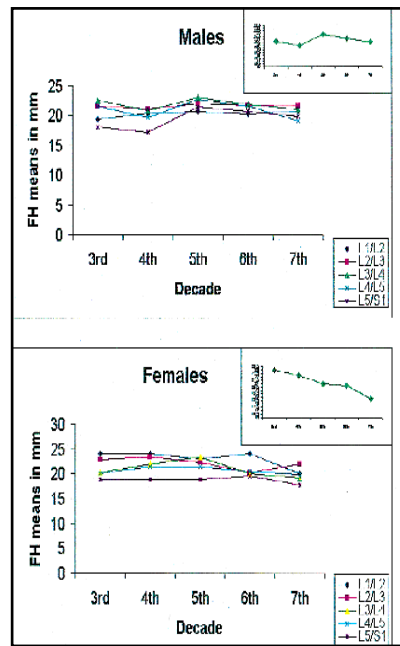 Males
FH means in mm
25
20
15
10
5
0
3rd 4th 5th 6th 7th
Decade
L1/L2
L2/L3
L3/L4
L4/L5
L5/S1
Females
FH means in mm
30
25
20
15
10
5
0
3rd 4th 5th 6th 7th
Decade
L1/L2
L2/L3
L3/L4
L4/L5
L5/S1